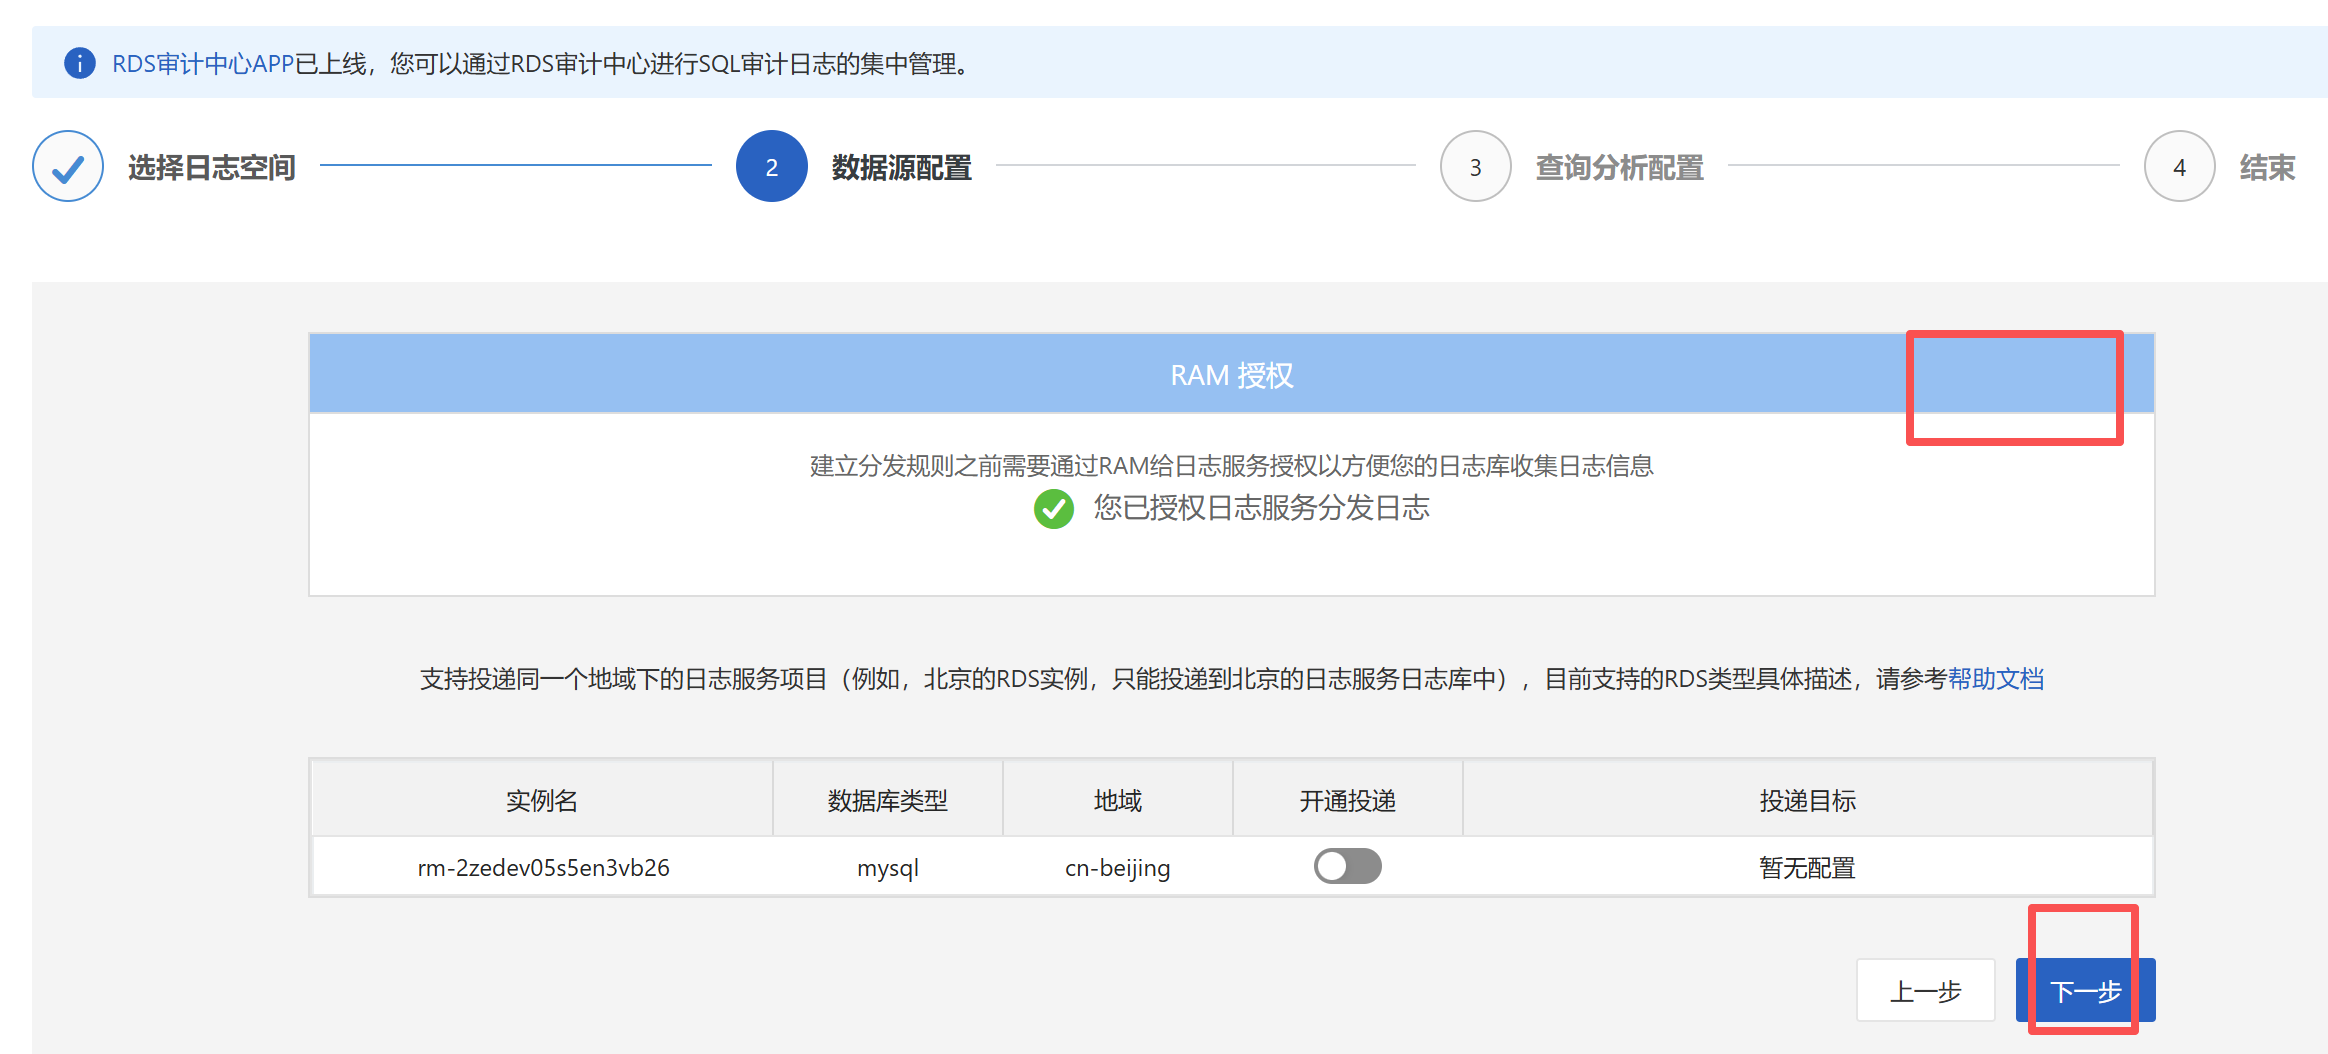 RDS审计中心APP已上线，您可以通过RDS审计中心进行SQL审计日志的集中管理。
选择日志空间
2
数据源配置
3
查询分析配置
4
结束
RAM 授权
建立分发规则之前需要通过RAM给日志服务授权以方便您的日志库收集日志信息
您已授权日志服务分发日志
支持投递同一个地域下的日志服务项目（例如，北京的RDS实例，只能投递到北京的日志服务日志库中），目前支持的RDS类型具体描述，请参考帮助文档
实例名 数据库类型 地域 开通投递 投递目标
rm-2zedev05s5en3vb26 mysql cn-beijing 暂无配置
上一步 下一步